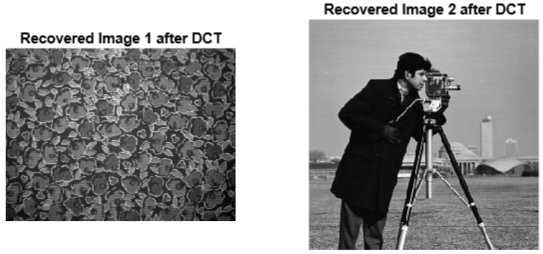 Recovered Image 1 after DCT
Recovered Image 2 after DCT